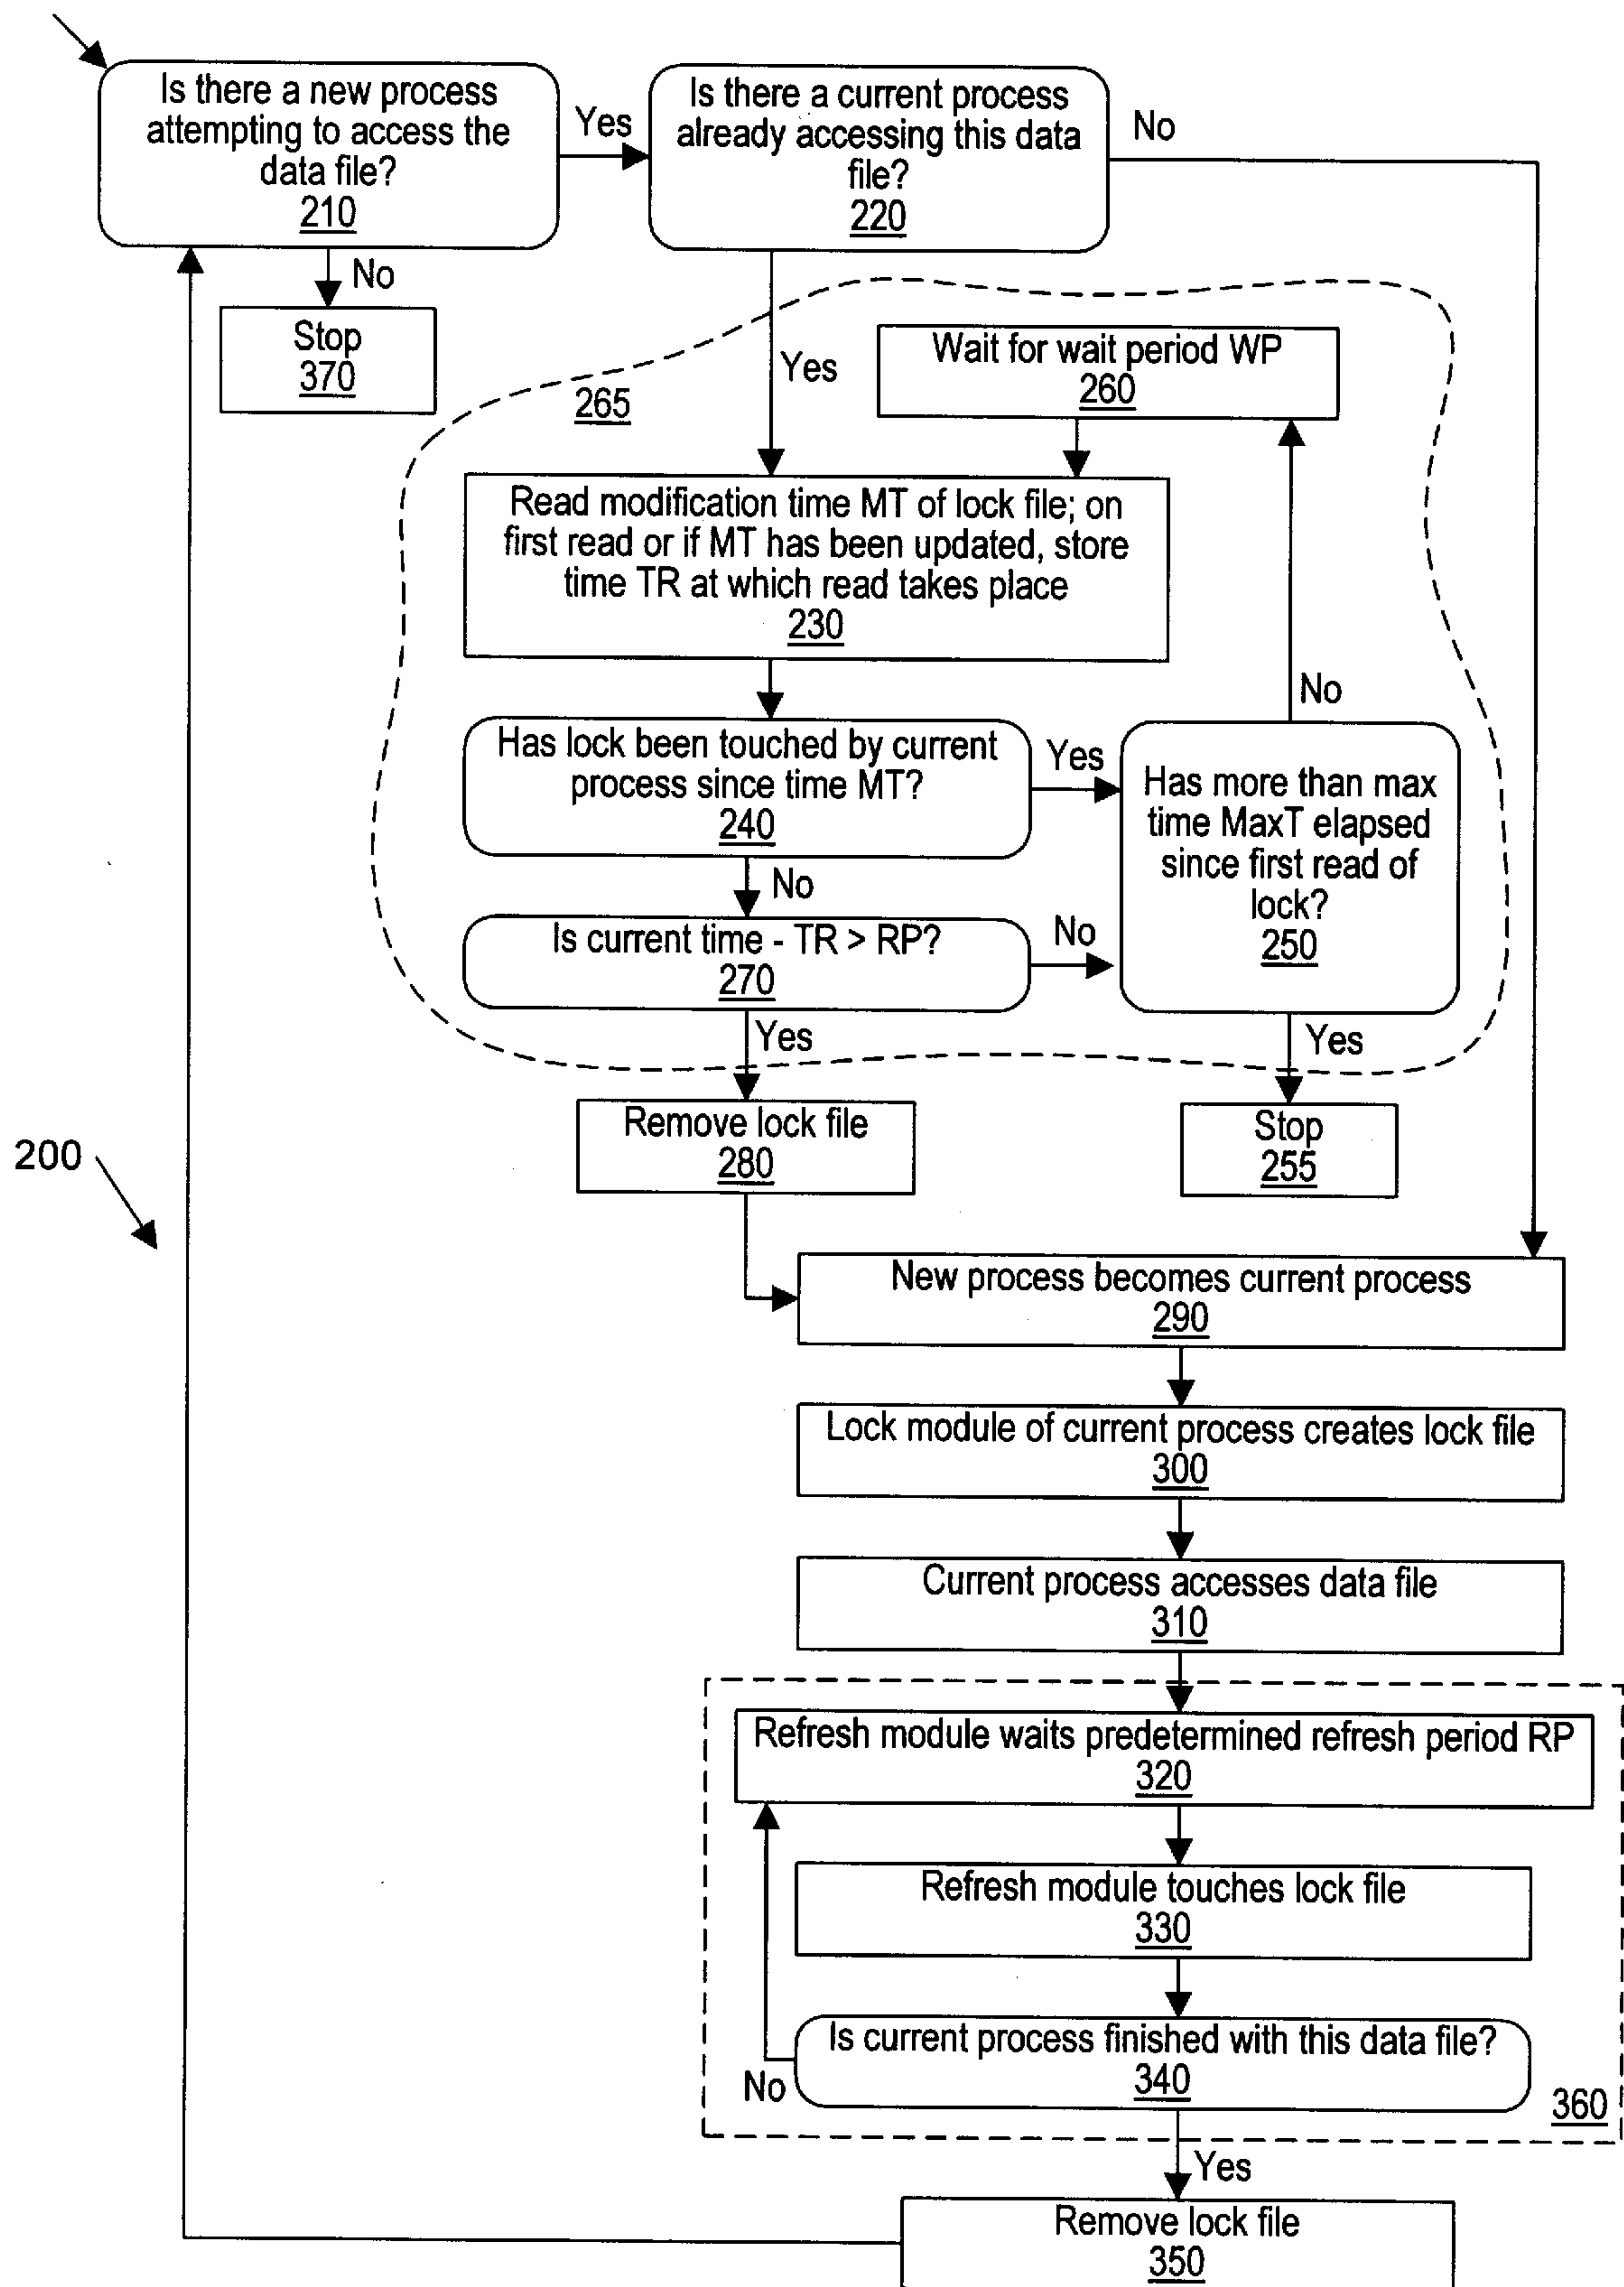 Is there a new process
attempting to access the
data file?
210
Yes
Is there a current process
already accessing this data
file?
220
No
No
Stop
370
Yes
Wait for wait period WP
260
265
Read modification time MT of lock file; on
first read or if MT has been updated, store
time TR at which read takes place
230
No
Has lock been touched by current
process since time MT?
240
Yes
Has more than max
time MaxT elapsed
since first read of
lock?
250
No
Is current time - TR > RP?
270
No
Yes
Yes
Remove lock file
280
Stop
255
200
New process becomes current process
290
Lock module of current process creates lock file
300
Current process accesses data file
310
Refresh module waits predetermined refresh period RP
320
Refresh module touches lock file
330
Is current process finished with this data file?
340
No
360
Yes
Remove lock file
350